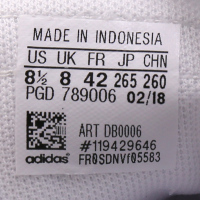 MADE IN INDONESIA
US UK FR JP CHN
8½ 8 42 265 260
PGD 789006 02/18
ART DB0006
#119429646
adidas FR0SDNVf05583